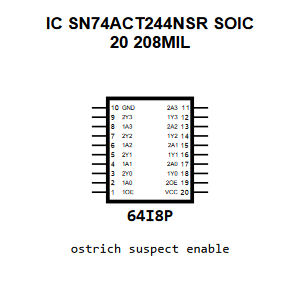 IC SN74ACT244NSR SOIC
20 208MIL
10 GND 2A3 11
9 2Y3 1Y3 12
8 1A3 2A2 13
7 2Y2 1Y2 14
6 1A2 2A1 15
5 2Y1 1Y1 16
4 1A1 2A0 17
3 2Y0 1Y0 18
2 1A0 2OE 19
1 1OE VCC 20
64I8P
ostrich suspect enable